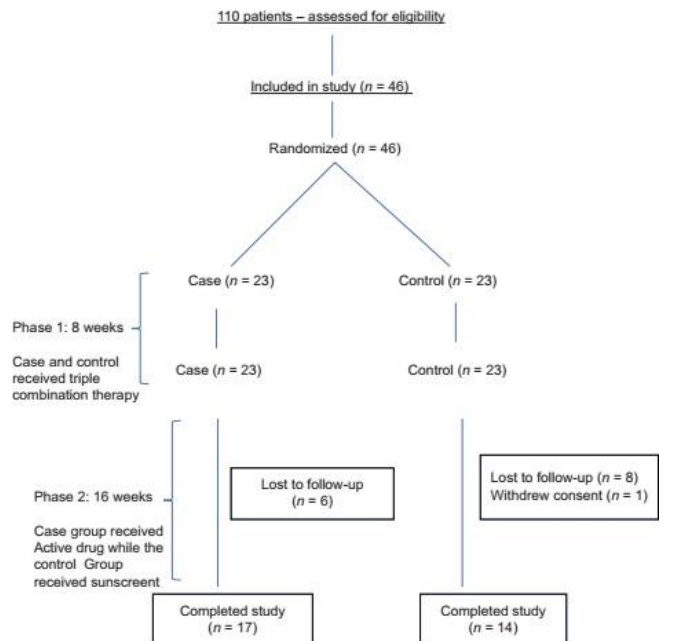 110 patients – assessed for eligibility
Included in study (n = 46)
Randomized (n = 46)
Case (n = 23)
Control (n = 23)
Phase 1: 8 weeks
Case and control
received triple
combination therapy
Case (n = 23)
Control (n = 23)
Lost to follow-up
(n = 6)
Lost to follow-up (n = 8)
Withdrew consent (n = 1)
Phase 2: 16 weeks
Case group received
Active drug while the
control Group
received sunscreent
Completed study
(n = 17)
Completed study
(n = 14)